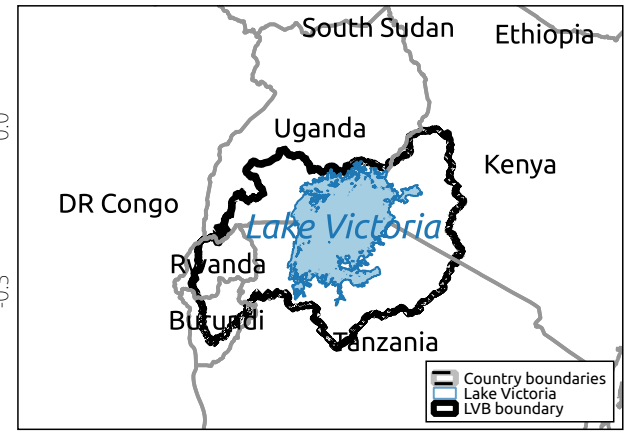 South Sudan
Ethiopia
0.0
Uganda
Kenya
DR Congo
Lake Victoria
Rwanda
-0.5
Burundi
Tanzania
Country boundaries
Lake Victoria
LVB boundary